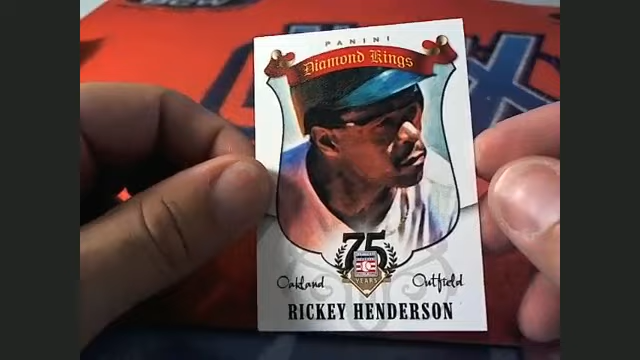 PANINI
Diamond Kings
75
YEARS
Oakland
Outfield
RICKEY HENDERSON